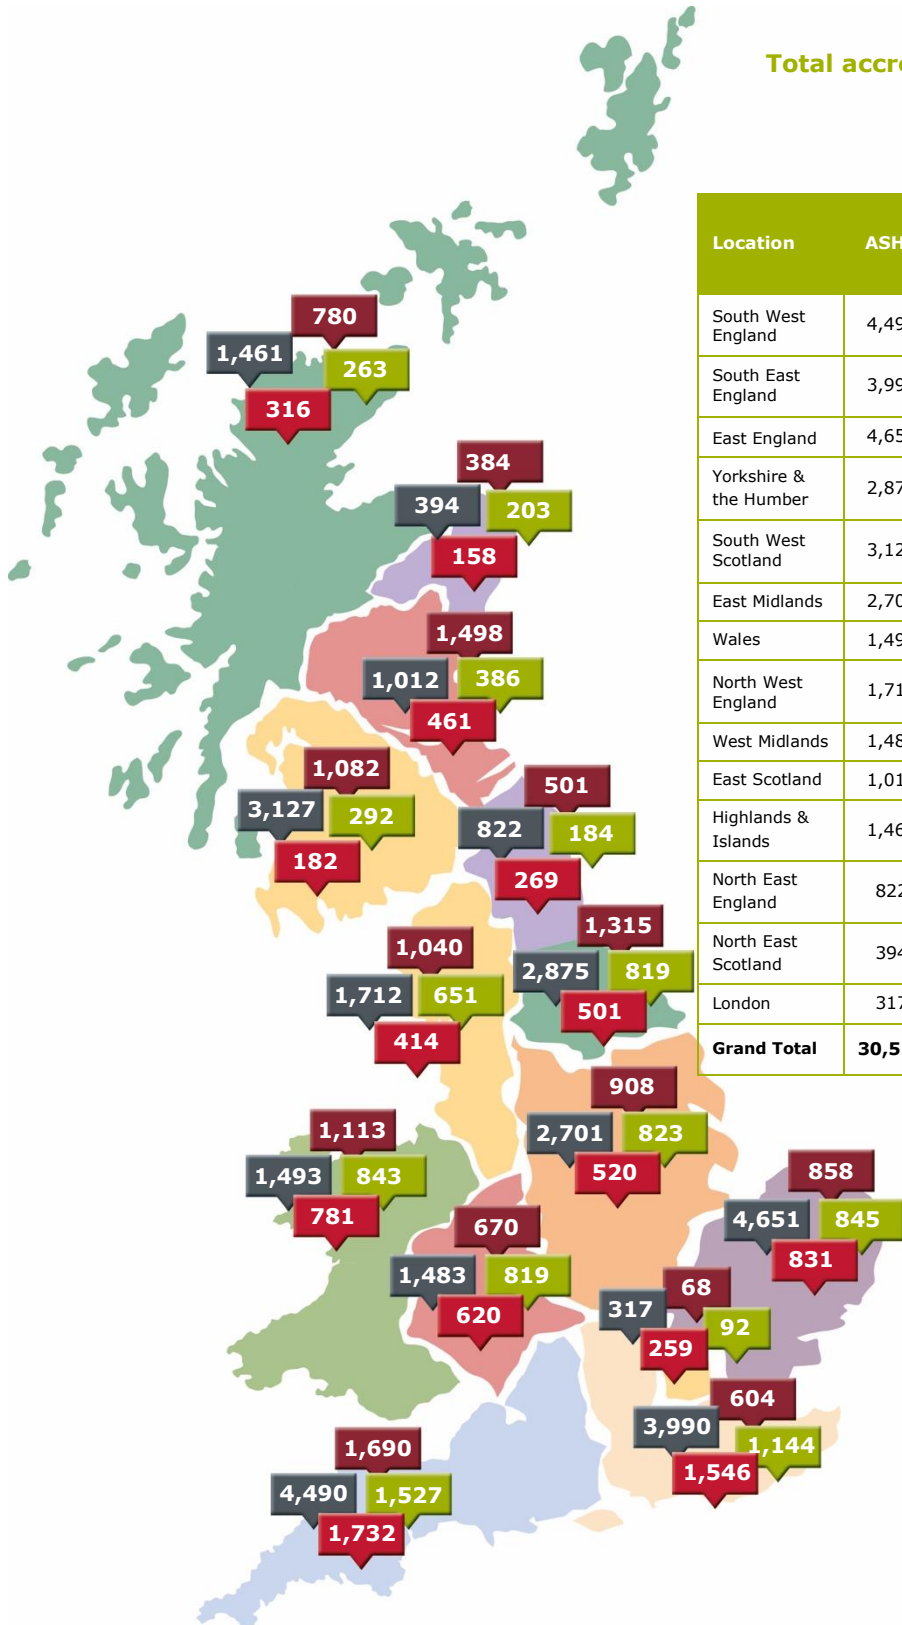 Total accre
Location ASH
South West
England
4,49
South East
England
3,99
East England 4,65
Yorkshire &
the Humber
2,87
South West
Scotland
3,12
East Midlands 2,70
Wales 1,49
North West
England
1,71
West Midlands 1,48
East Scotland 1,01
Highlands &
Islands
1,46
North East
England
822
North East
Scotland
394
London 317
Grand Total 30,5
780
1,461 263
316
384
394 203
158
1,498
1,012 386
461
1,082
3,127 292
182
501
822 184
269
1,315
2,875 819
501
1,040
1,712 651
414
908
2,701 823
520
1,113
1,493 843
781
858
4,651 845
831
670
1,483 819
620
68
317 92
259
604
3,990 1,144
1,546
1,690
4,490 1,527
1,732